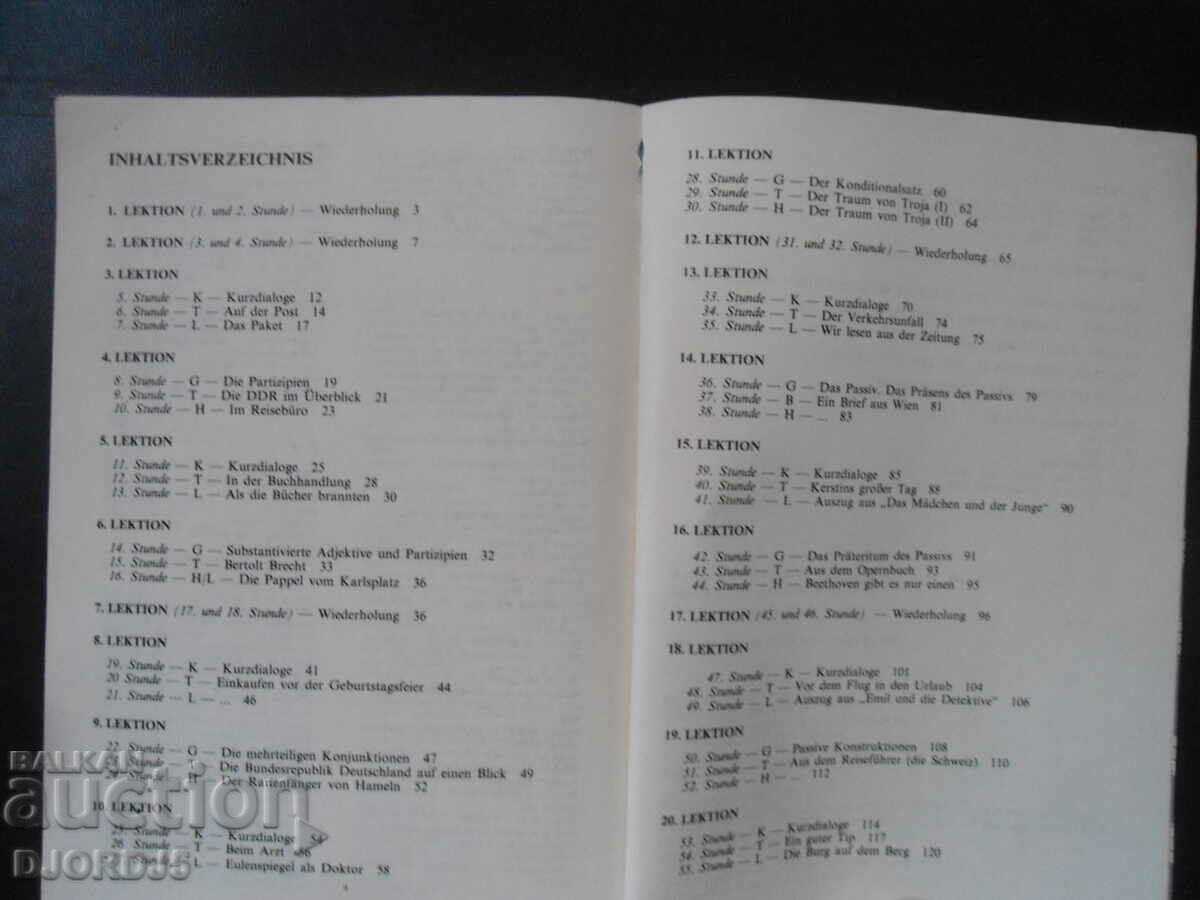 INHALTSVERZEICHNIS
1. LEKTION (1. und 2. Stunde) — Wiederholung 3
2. LEKTION (3. und 4. Stunde) — Wiederholung 7
3. LEKTION
5. Stunde — K — Kurzdialoge 12
6. Stunde — T — Auf der Post 14
7. Stunde — L — Das Paket 17
4. LEKTION
8. Stunde — G — Die Partizipien 19
9. Stunde — T — Die DDR im Überblick 21
10. Stunde — H — Im Reisebüro 23
5. LEKTION
11. Stunde — K — Kurzdialoge 25
12. Stunde — T — In der Buchhandlung 28
13. Stunde — L — Als die Bücher brannten 30
6. LEKTION
14. Stunde — G — Substantivierte Adjektive und Partizipien 32
15. Stunde — T — Bertolt Brecht 33
16. Stunde — H/L — Die Pappel vom Karlsplatz 36
7. LEKTION (17. und 18. Stunde) — Wiederholung 36
8. LEKTION
19. Stunde — K — Kurzdialoge 41
20 Stunde — T — Einkaufen vor der Geburtstagsfeier 44
21. Stunde — L — ... 46
9. LEKTION
22. Stunde — G — Die mehrteiligen Konjunktionen 47
Stunde — T — Die Bundesrepublik Deutschland auf einen Blick 49
Stunde — H — Der Rattenfänger von Hameln 52
10. LEKTION
25. Stunde — K — Kurzdialoge 54
26. Stunde — T — Beim Arzt 56
Stunde — L — Eulenspiegel als Doktor 58
11. LEKTION
28. Stunde — G — Der Konditionalsatz 60
29. Stunde — T — Der Traum von Troja (I) 62
30. Stunde — H — Der Traum von Troja (II) 64
12. LEKTION (31. und 32. Stunde) — Wiederholung 65
13. LEKTION
33. Stunde — K — Kurzdialoge 70
34. Stunde — T — Der Verkehrsunfall 74
35. Stunde — L — Wir lesen aus der Zeitung 75
14. LEKTION
36. Stunde — G — Das Passiv. Das Präsens des Passivs 79
37. Stunde — B — Ein Brief aus Wien 81
38. Stunde — H — ... 83
15. LEKTION
39. Stunde — K — Kurzdialoge 85
40. Stunde — T — Kerstins großer Tag 88
41. Stunde — L — Auszug aus „Das Mädchen und der Junge“ 90
16. LEKTION
42. Stunde — G — Das Präteritum des Passivs 91
43. Stunde — T — Aus dem Opernbuch 93
44. Stunde — H — Beethoven gibt es nur einen 95
17. LEKTION (45. und 46. Stunde) — Wiederholung 96
18. LEKTION
47. Stunde — K — Kurzdialoge 101
48. Stunde — T — Vor dem Flug in den Urlaub 104
49. Stunde — L — Auszug aus „Emil und die Detektive“ 106
19. LEKTION
50. Stunde — G — Passive Konstruktionen 108
51. Stunde — T — Aus dem Reiseführer (die Schweiz) 110
52. Stunde — H — ... 112
20. LEKTION
53. Stunde — K — Kurzdialoge 114
54. Stunde — T — Ein guter Tip 117
55. Stunde — L — Die Burg auf dem Berg 120
BALKAN
auction
DJORD35